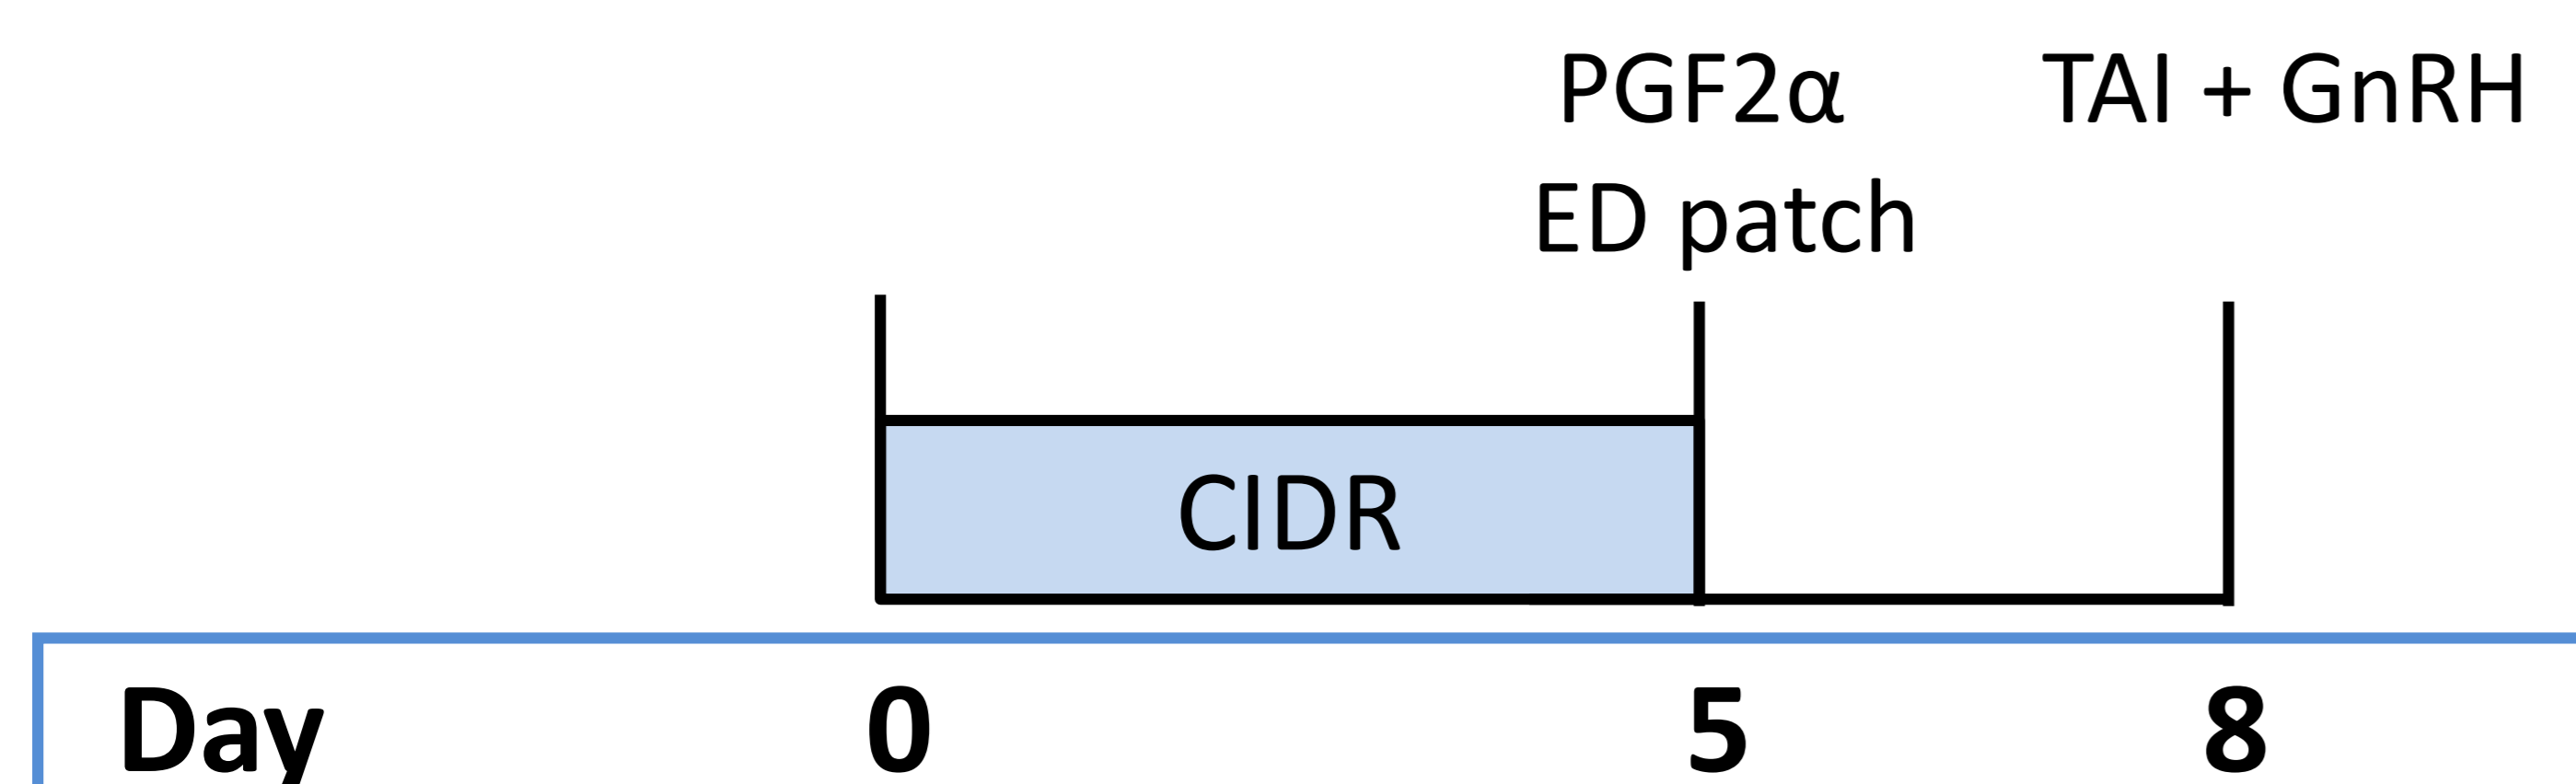 PGF2α TAI + GnRH
ED patch
CIDR
Day 0 5 8